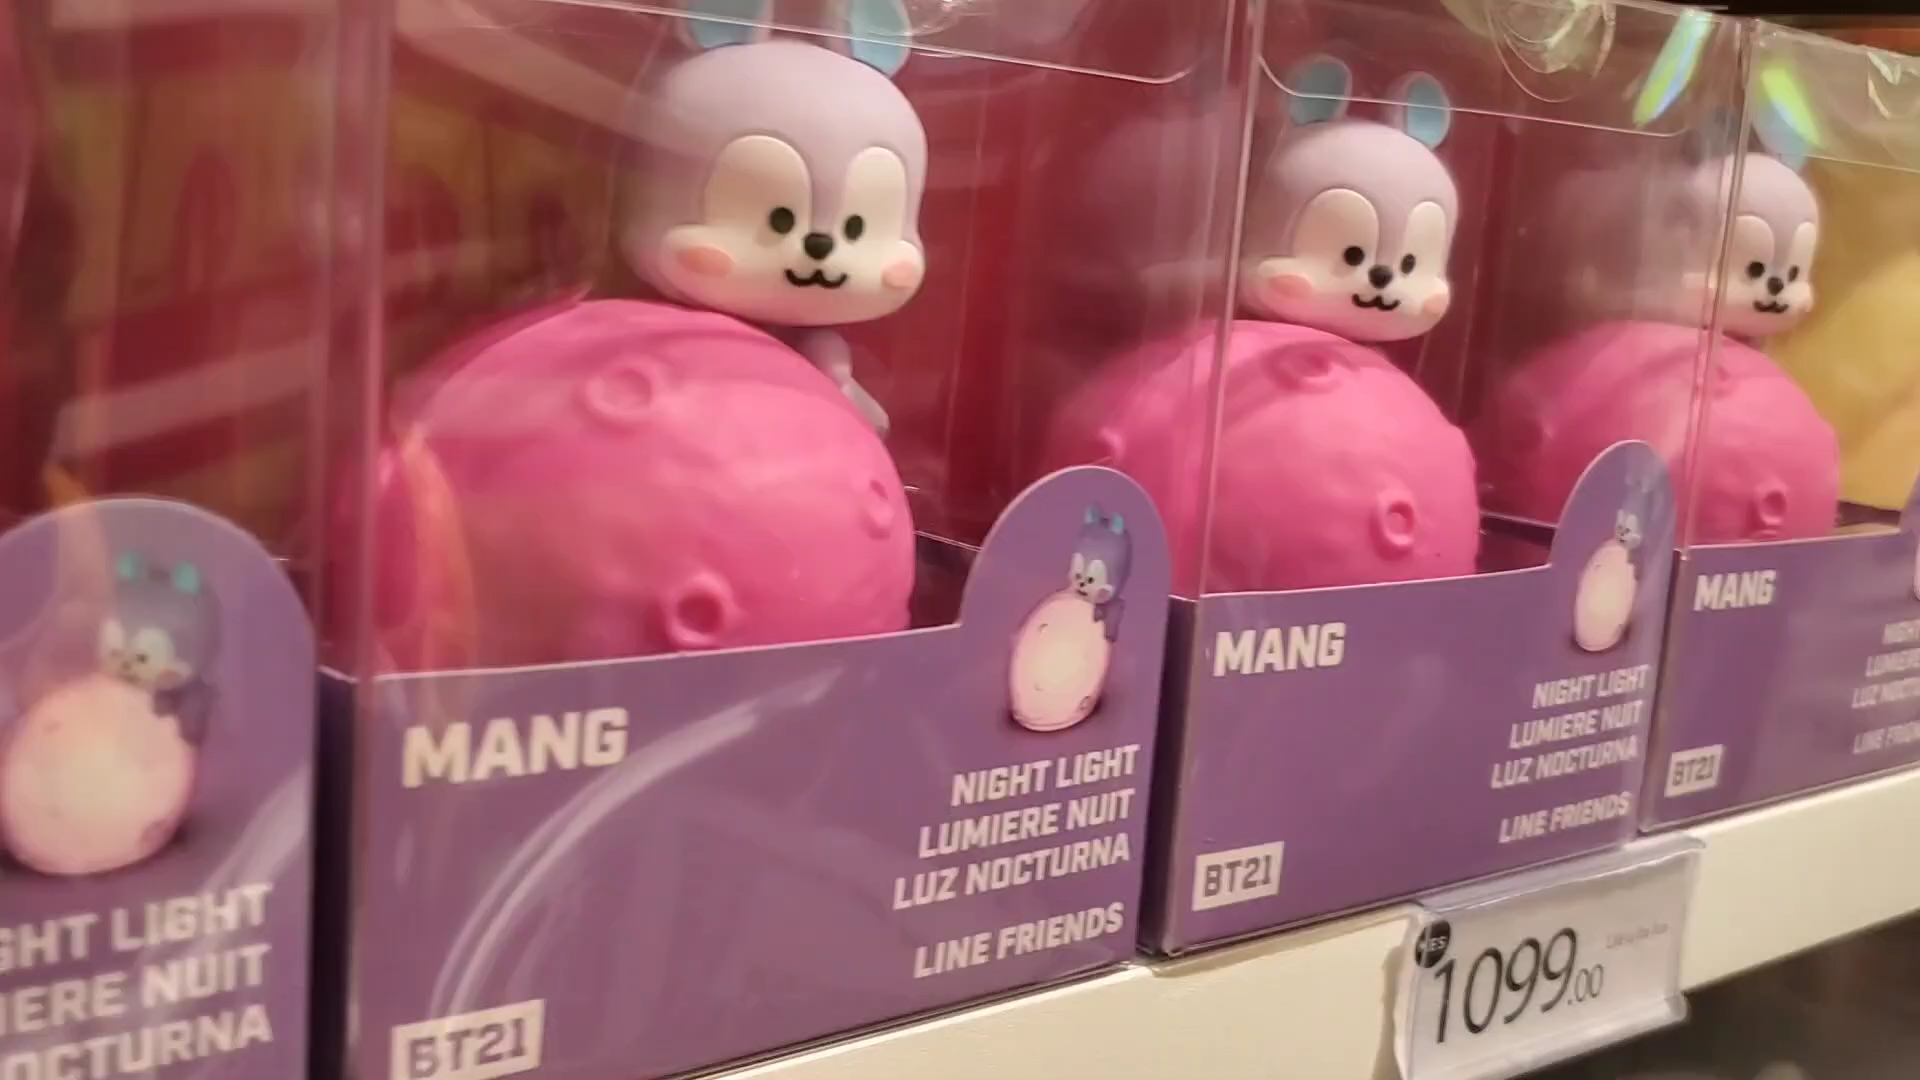 MANG
NIGHT LIGHT
LUMIERE NUIT
LUZ NOCTURNA
LINE FRIENDS
BT21
MANG
NIGHT LIGHT
LUMIERE NUIT
LUZ NOCTURNA
LINE FRIENDS
BT21
MANG
BT21
GHT LIGHT
IERE NUIT
OCTURNA
1099.00